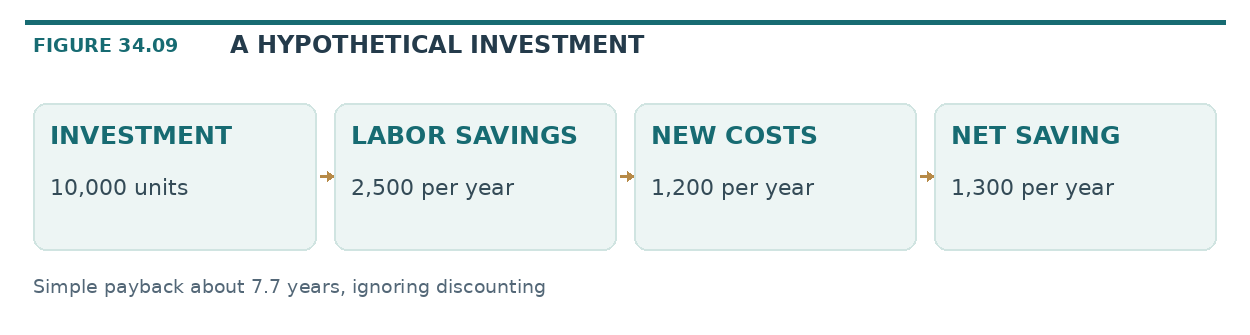 FIGURE 34.09 A HYPOTHETICAL INVESTMENT
INVESTMENT
10,000 units
LABOR SAVINGS
2,500 per year
NEW COSTS
1,200 per year
NET SAVING
1,300 per year
Simple payback about 7.7 years, ignoring discounting